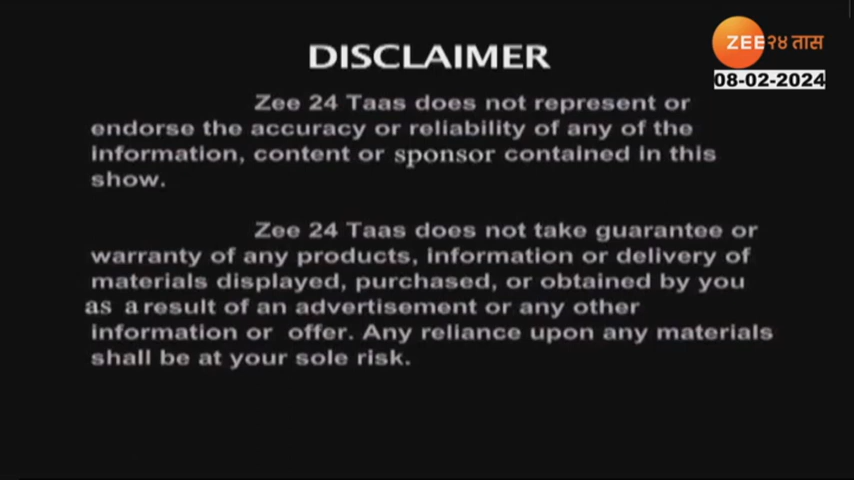 ZEE२४ तास
08-02-2024
DISCLAIMER
Zee 24 Taas does not represent or
endorse the accuracy or reliability of any of the
information, content or sponsor contained in this
show.
Zee 24 Taas does not take guarantee or
warranty of any products, information or delivery of
materials displayed, purchased, or obtained by you
as a result of an advertisement or any other
information or offer. Any reliance upon any materials
shall be at your sole risk.